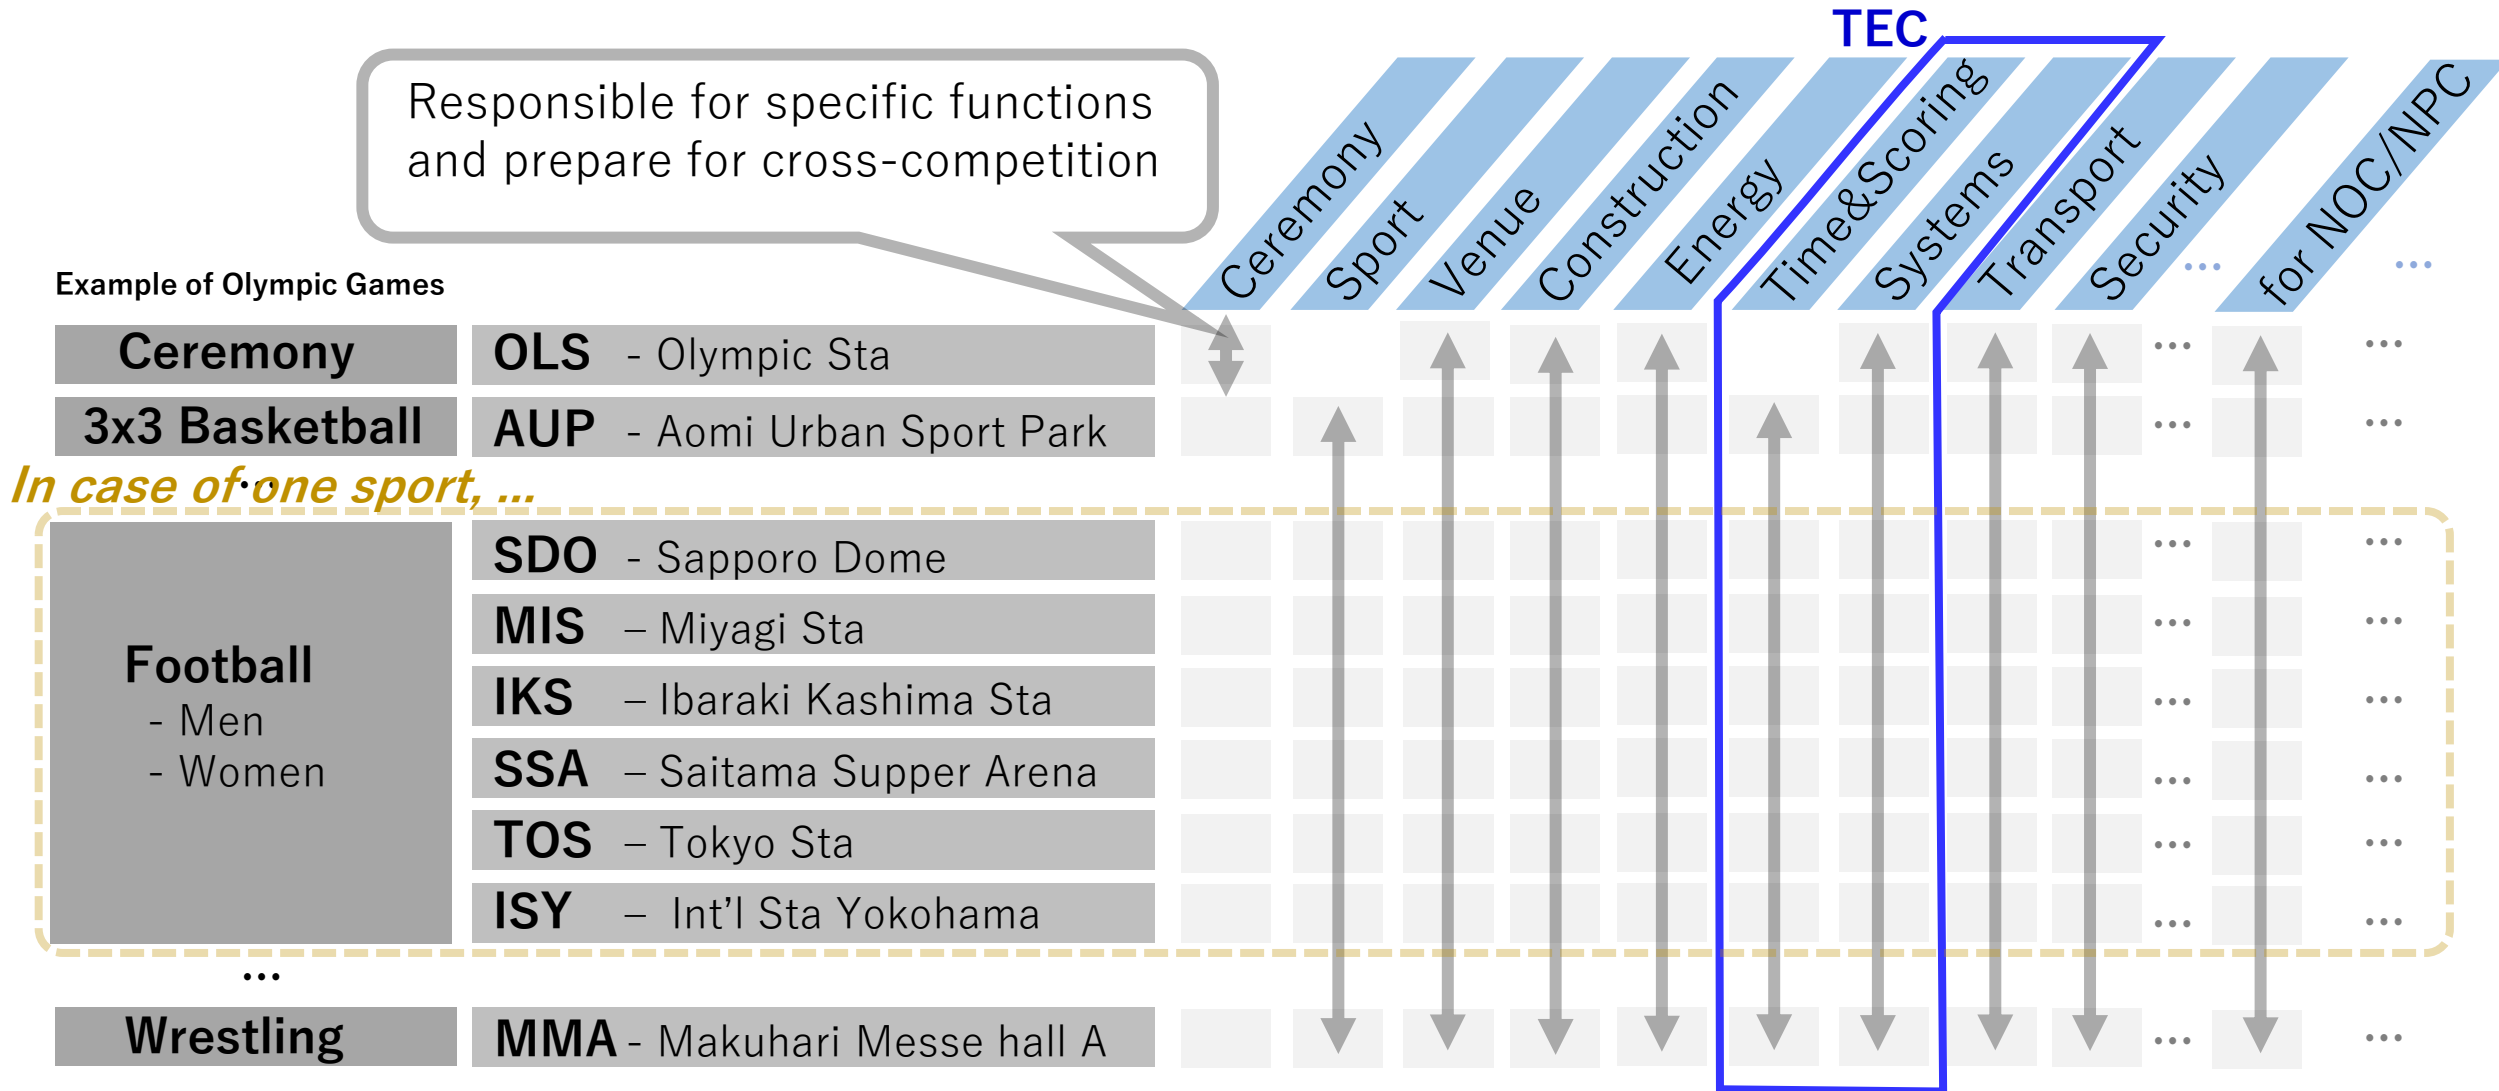 TEC
Responsible for specific functions
and prepare for cross-competition
Ceremony
Sport
Venue
Construction
Energy
Time&Scoring
Systems
Transport
Security
...
for NOC/NPC
...
Example of Olympic Games
Ceremony
OLS - Olympic Sta
... ...
3x3 Basketball
AUP - Aomi Urban Sport Park
... ...
...
In case of one sport, ...
Football
- Men
- Women
SDO - Sapporo Dome
... ...
MIS – Miyagi Sta
... ...
IKS – Ibaraki Kashima Sta
... ...
SSA – Saitama Supper Arena
... ...
TOS – Tokyo Sta
... ...
ISY – Int’l Sta Yokohama
... ...
...
Wrestling
MMA - Makuhari Messe hall A
... ...